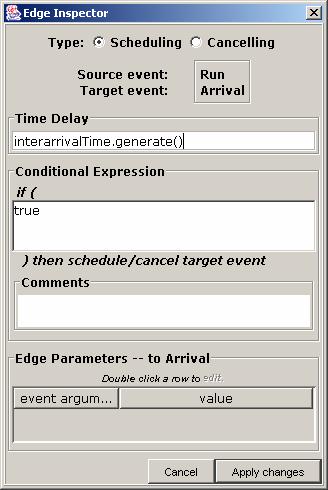 Edge Inspector
Type: Scheduling Cancelling
Source event: Run
Target event: Arrival
Time Delay
interarrivalTime.generate()
Conditional Expression
if (
true
) then schedule/cancel target event
Comments
Edge Parameters -- to Arrival
Double click a row to edit.
event argum... value
Cancel Apply changes